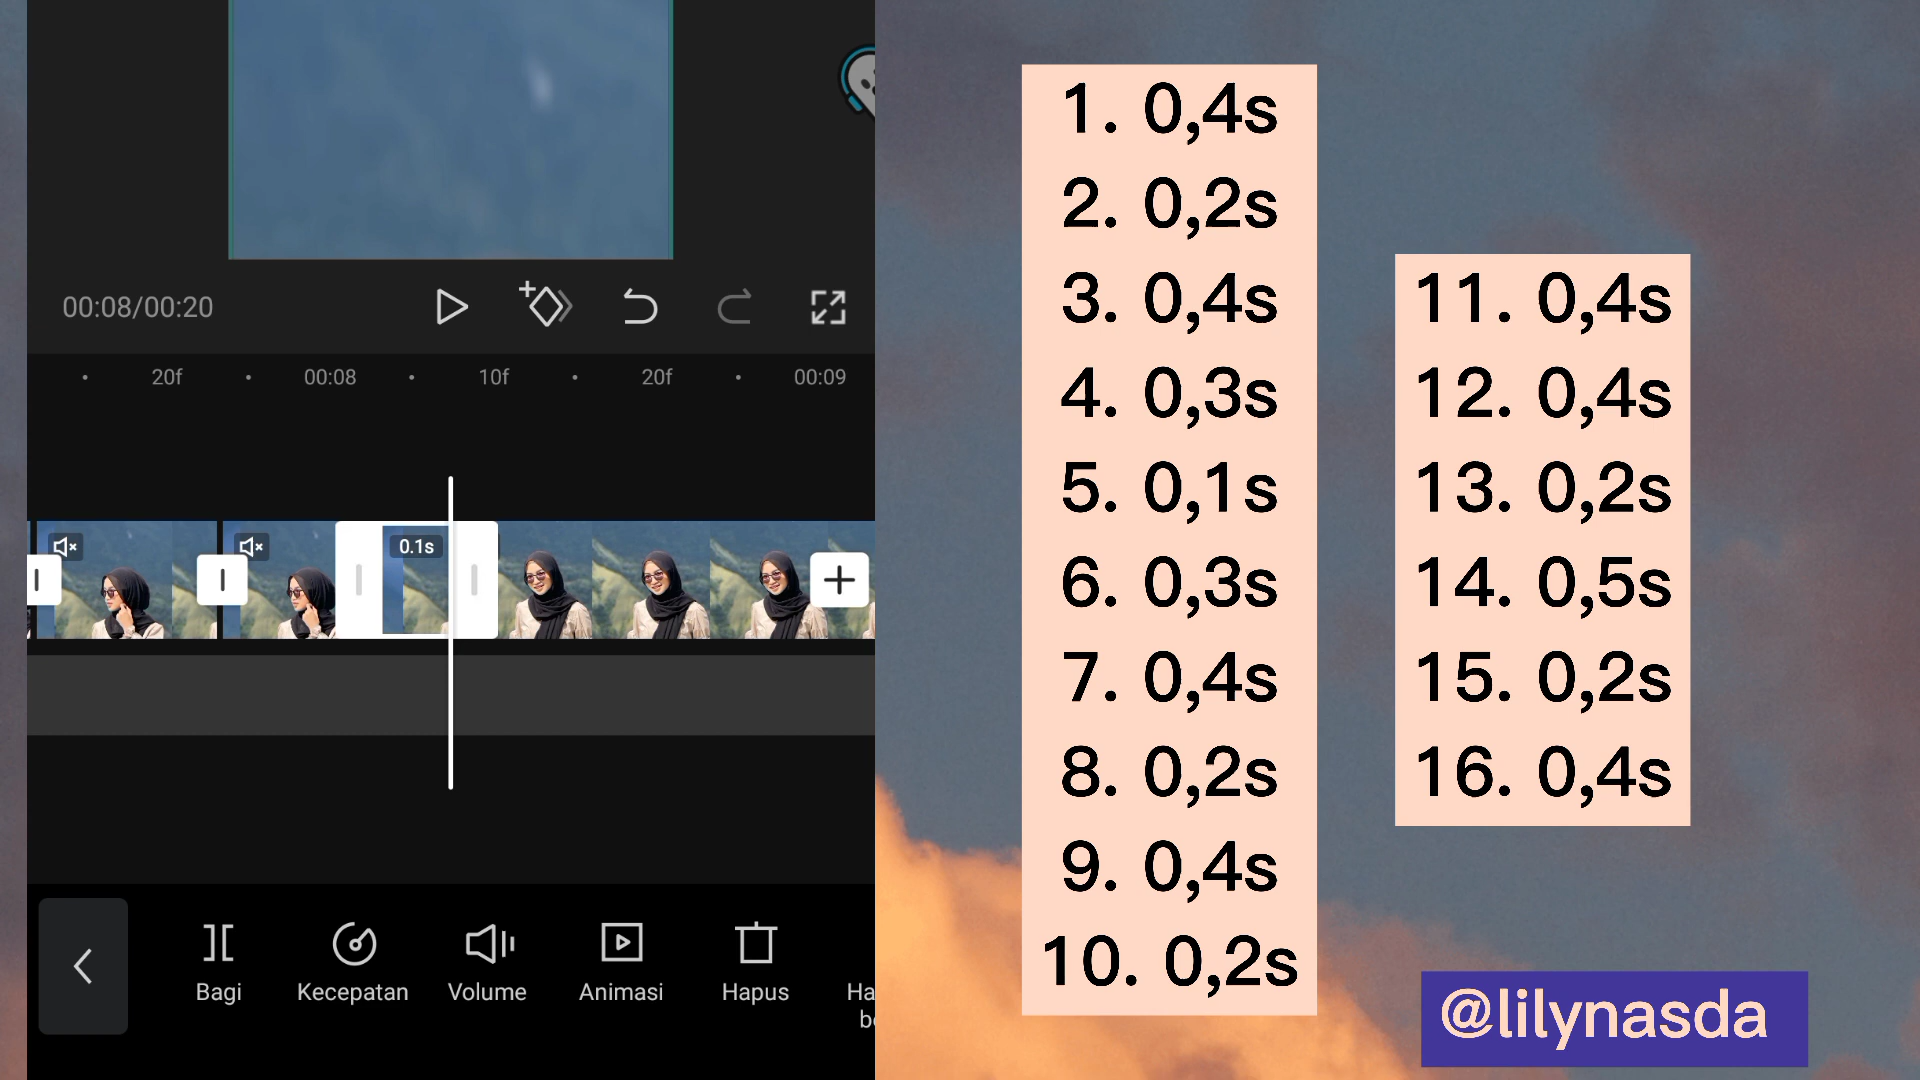 00:08/00:20
20f
00:08
10f
20f
00:09
0.1s
Bagi
Kecepatan
Volume
Animasi
Hapus
1. 0,4s
2. 0,2s
3. 0,4s
4. 0,3s
5. 0,1s
6. 0,3s
7. 0,4s
8. 0,2s
9. 0,4s
10. 0,2s
11. 0,4s
12. 0,4s
13. 0,2s
14. 0,5s
15. 0,2s
16. 0,4s
@lilynasda